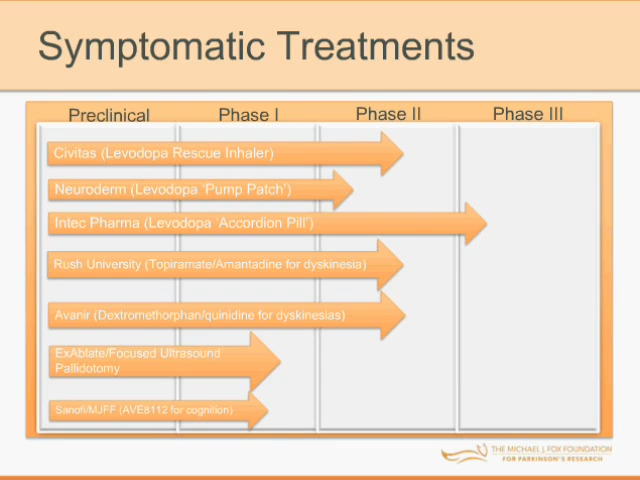 Symptomatic Treatments
Preclinical Phase I Phase II Phase III
Civitas (Levodopa Rescue Inhaler)
Neuroderm (Levodopa ‘Pump Patch’)
Intec Pharma (Levodopa ‘Accordion Pill’)
Rush University (Topiramate/Amantadine for dyskinesia)
Avanir (Dextromethorphan/quinidine for dyskinesias)
ExAblate/Focused Ultrasound
Pallidotomy
Sanofi/MJFF (AVE8112 for cognition)
THE MICHAEL J. FOX FOUNDATION
FOR PARKINSON'S RESEARCH